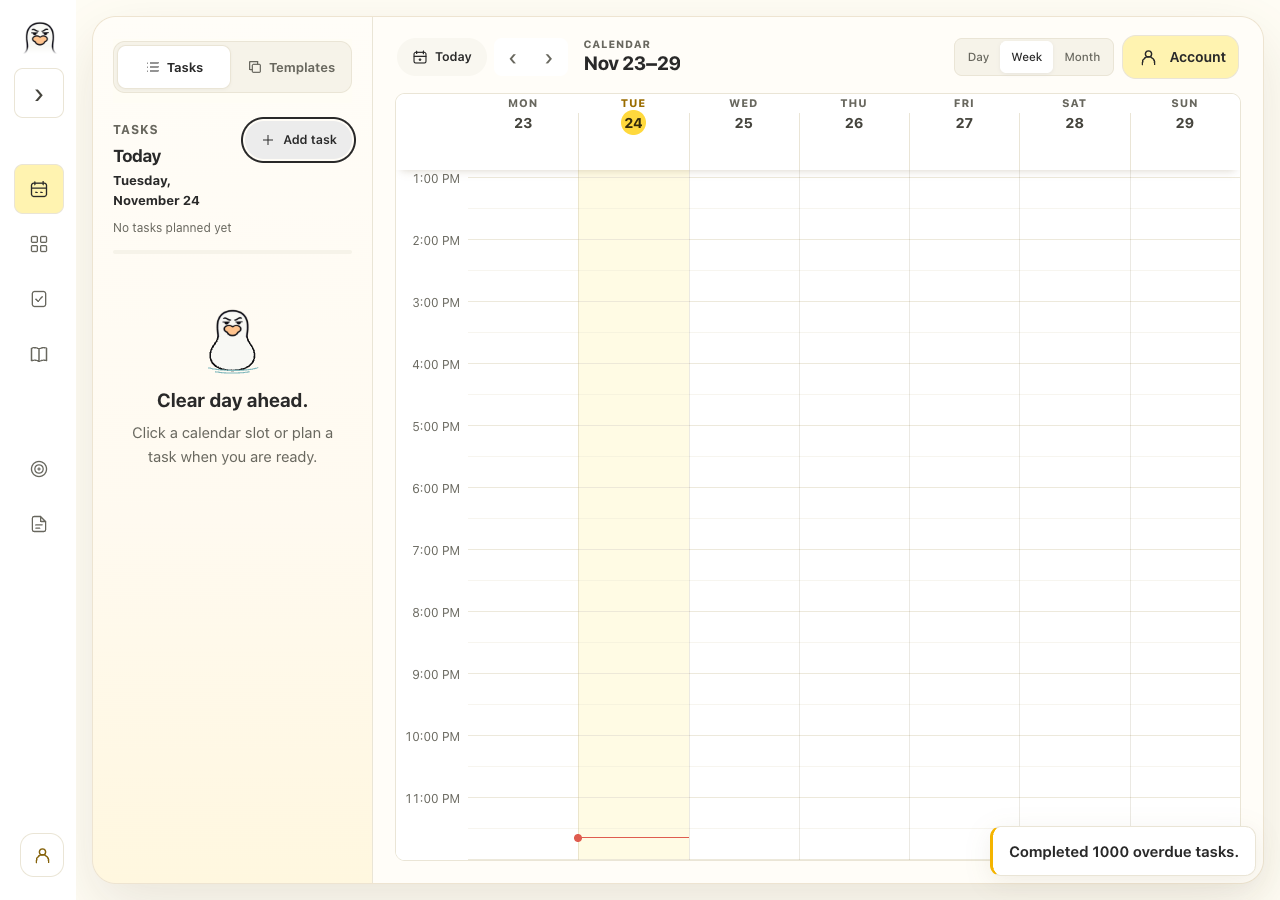 Tasks
Templates
TASKS
Add task
Today
Tuesday,
November 24
No tasks planned yet
Clear day ahead.
Click a calendar slot or plan a
task when you are ready.
Today
CALENDAR
Nov 23–29
Day
Week
Month
Account
MON
23
TUE
24
WED
25
THU
26
FRI
27
SAT
28
SUN
29
1:00 PM
2:00 PM
3:00 PM
4:00 PM
5:00 PM
6:00 PM
7:00 PM
8:00 PM
9:00 PM
10:00 PM
11:00 PM
Completed 1000 overdue tasks.